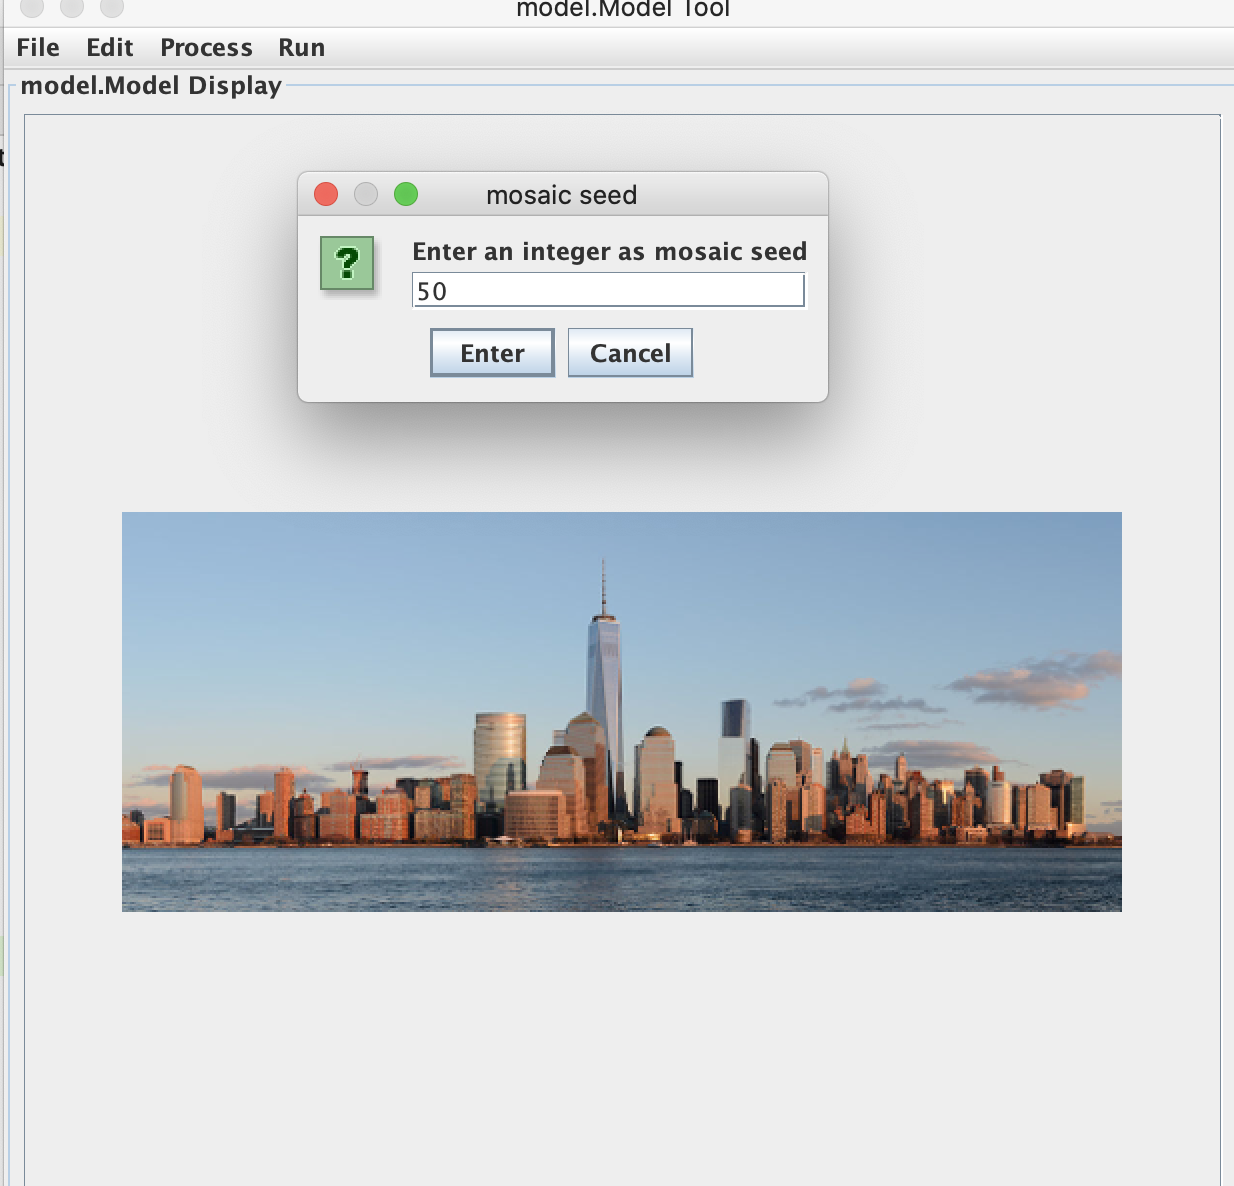 model.Model Tool
File Edit Process Run
model.Model Display
mosaic seed
?
Enter an integer as mosaic seed
50
Enter Cancel